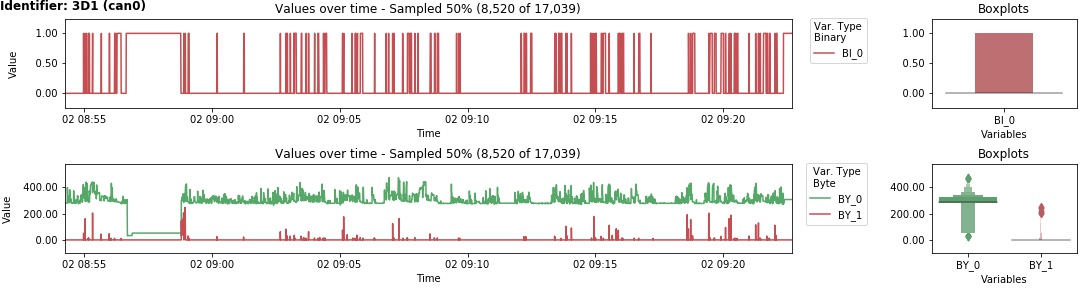 Identifier: 3D1 (can0)
Values over time - Sampled 50% (8,520 of 17,039)
Boxplots
Value
1.00
0.50
0.00
02 08:55
02 09:00
02 09:05
02 09:10
02 09:15
02 09:20
Time
Var. Type
Binary
BI_0
1.00
0.50
0.00
BI_0
Variables
Values over time - Sampled 50% (8,520 of 17,039)
Boxplots
Value
400.00
200.00
0.00
02 08:55
02 09:00
02 09:05
02 09:10
02 09:15
02 09:20
Time
Var. Type
Byte
BY_0
BY_1
400.00
200.00
0.00
BY_0
BY_1
Variables